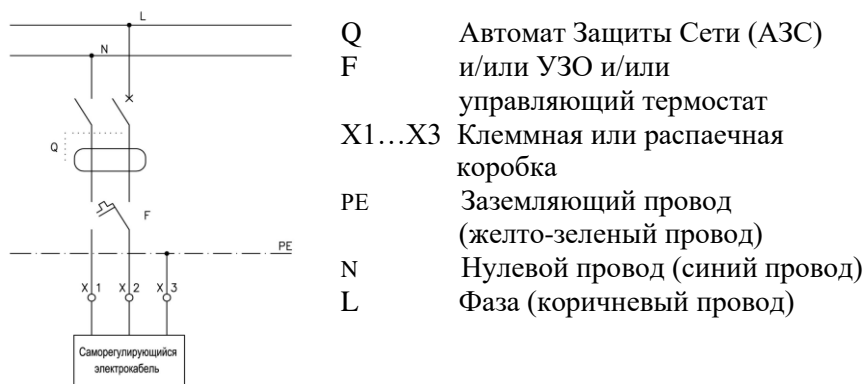 L
N
Q
F
PE
X 1 X 2 X 3
Саморегулирующийся
электрокабель
Q Автомат Защиты Сети (АЗС)
F и/или УЗО и/или
управляющий термостат
X1…X3 Клеммная или распаечная
коробка
PE Заземляющий провод
(желто-зеленый провод)
N Нулевой провод (синий провод)
L Фаза (коричневый провод)